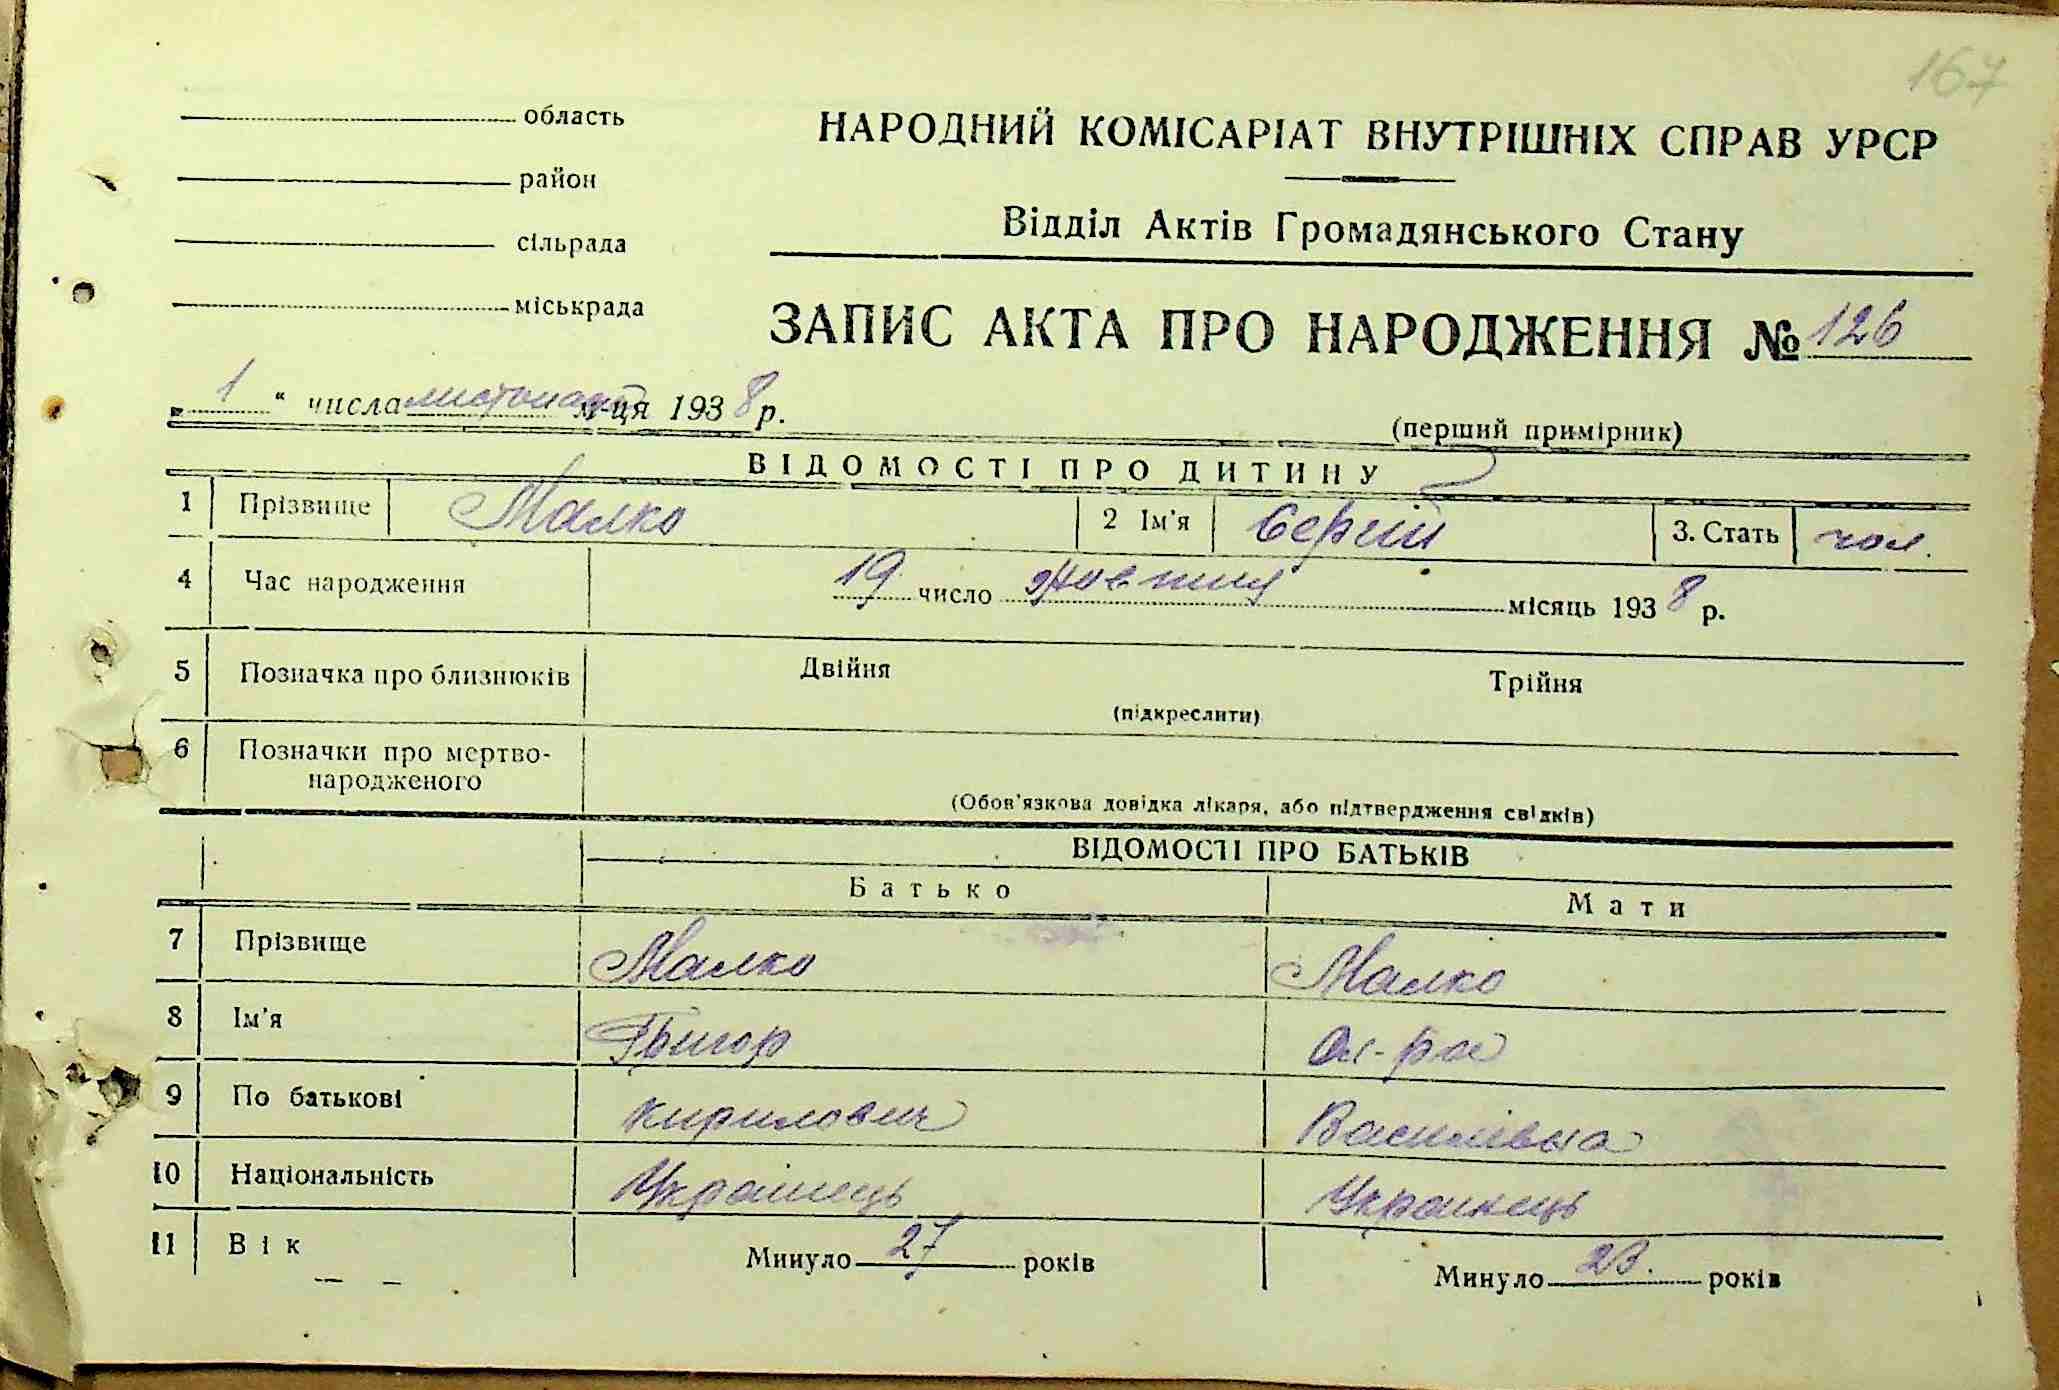 167
область
район
сільрада
міськрада
НАРОДНИЙ КОМІСАРІАТ ВНУТРІШНІХ СПРАВ УРСР
Відділ Актів Громадянського Стану
ЗАПИС АКТА ПРО НАРОДЖЕННЯ № 126
„ 1 “ числа листопада м-ця 1938 р.
(перший примірник)
ВІДОМОСТІ ПРО ДИТИНУ
1 Прізвище Малко 2 Ім'я Сергій 3. Стать чол.
4 Час народження 19 число жовтня місяць 1938 р.
5 Позначка про близнюків Двійня Трійня
(підкреслити)
6 Позначки про мертво-
народженого
(Обов'язкова довідка лікаря, або підтвердження свідків)
ВІДОМОСТІ ПРО БАТЬКІВ
Батько Мати
7 Прізвище Малко Малко
8 Ім'я Григор
9 По батькові Кирилович Василівна
10 Національність Українець Українець
11 Вік Минуло 27 років Минуло 23. років